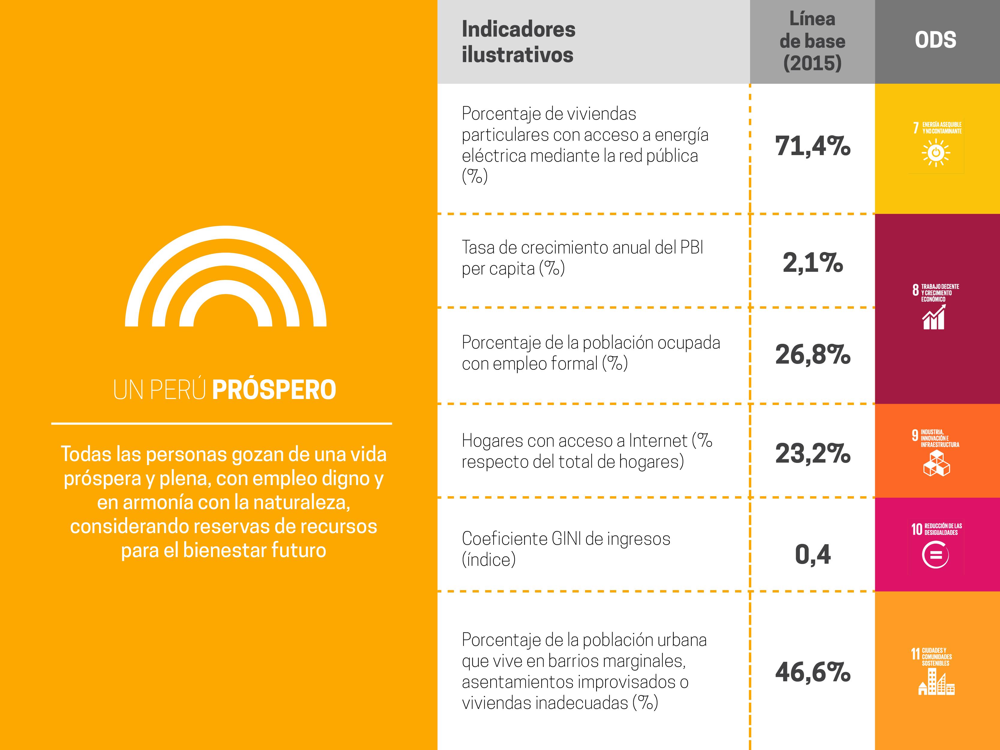 UN PERÚ PRÓSPERO
Todas las personas gozan de una vida
próspera y plena, con empleo digno y
en armonía con la naturaleza,
considerando reservas de recursos
para el bienestar futuro
Indicadores
ilustrativos
Línea
de base
(2015)
ODS
Porcentaje de viviendas
particulares con acceso a energía
eléctrica mediante la red pública
(%)
71,4%
7 ENERGÍA ASEQUIBLE
Y NO CONTAMINANTE
Tasa de crecimiento anual del PBI
per capita (%)
2,1%
8 TRABAJO DECENTE
Y CRECIMIENTO
ECONÓMICO
Porcentaje de la población ocupada
con empleo formal (%)
26,8%
Hogares con acceso a Internet (%
respecto del total de hogares)
23,2%
9 INDUSTRIA,
INNOVACIÓN E
INFRAESTRUCTURA
Coeficiente GINI de ingresos
(índice)
0,4
10 REDUCCIÓN DE LAS
DESIGUALDADES
Porcentaje de la población urbana
que vive en barrios marginales,
asentamientos improvisados o
viviendas inadecuadas (%)
46,6%
11 CIUDADES Y
COMUNIDADES
SOSTENIBLES